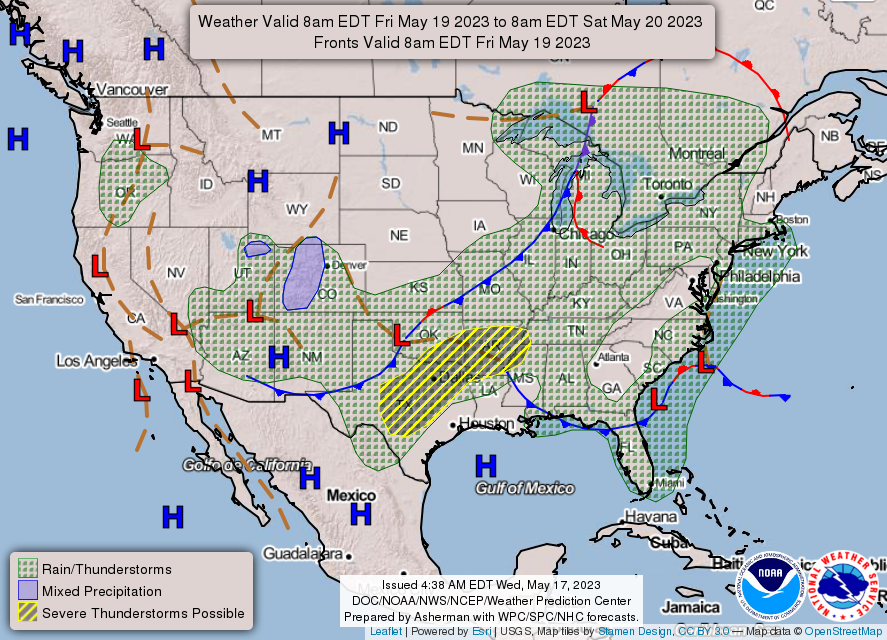 QC
Weather Valid 8am EDT Fri May 19 2023 to 8am EDT Sat May 20 2023
Fronts Valid 8am EDT Fri May 19 2023
H
H
H
Vancouver
Seattle
L
WA
MT
H
ND
MN
L
Montréal
NB
NS
H
H
ID
OR
SD
WI
MI
Toronto
NH
WY
NY
Boston
NE
IA
Chicago
PA
New York
L
NV
UT
Denver
CO
IL
IN
OH
Philadelphia
Washington
San Francisco
CA
KS
MO
KY
VA
L
L
L
OK
AR
TN
NC
Los Angeles
AZ
H
NM
Dallas
Atlanta
SC
L
L
L
TX
LA
MS
AL
GA
L
Houston
FL
Golfo de California
H
H
Gulf of Mexico
Miami
H
Mexico
H
Havana
Cuba
Guadalajara
Jamaica
Rain/Thunderstorms
Mixed Precipitation
Severe Thunderstorms Possible
Issued 4:38 AM EDT Wed, May 17, 2023
DOC/NOAA/NWS/NCEP/Weather Prediction Center
Prepared by Asherman with WPC/SPC/NHC forecasts.
NOAA
NATIONAL WEATHER SERVICE
Leaflet | Powered by Esri | USGS, Map tiles by Stamen Design, CC BY 3.0 — Map data © OpenStreetMap